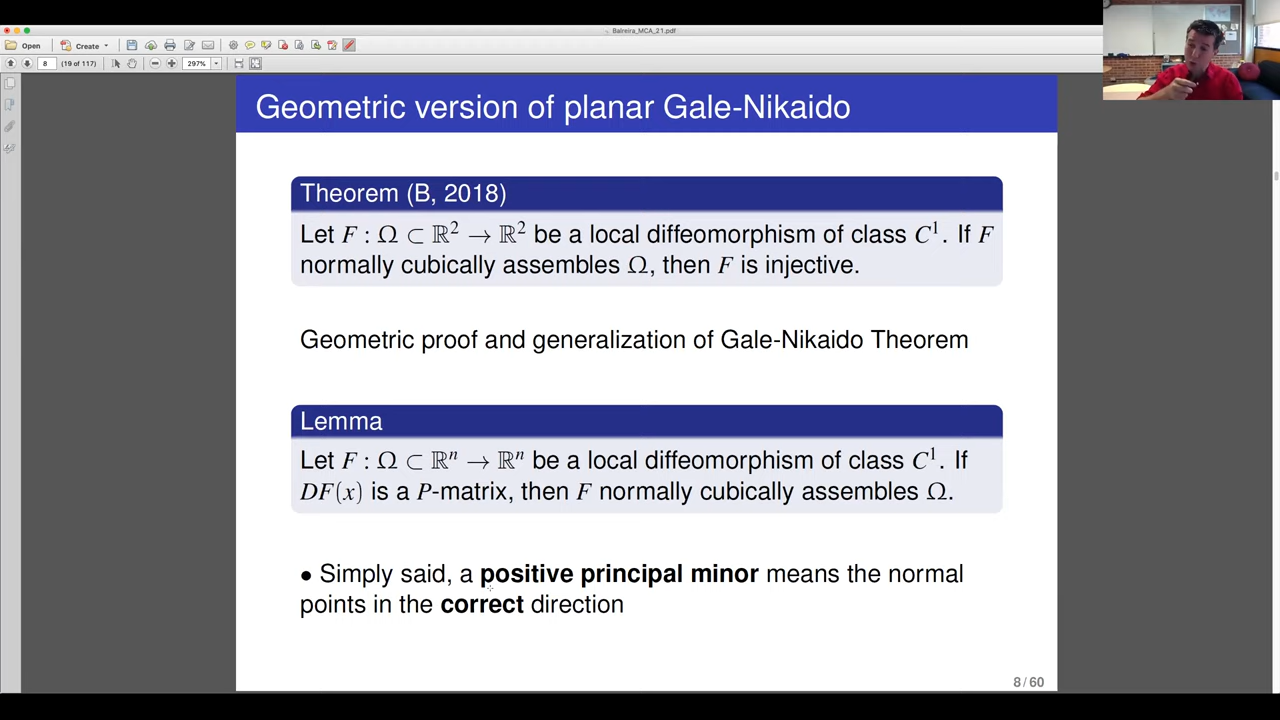 Balreira_MCA_21.pdf
Open
Create
8
(19 of 117)
297%
Geometric version of planar Gale-Nikaido
Theorem (B, 2018)
Let F : Ω ⊂ ℝ² → ℝ² be a local diffeomorphism of class C¹. If F
normally cubically assembles Ω, then F is injective.
Geometric proof and generalization of Gale-Nikaido Theorem
Lemma
Let F : Ω ⊂ ℝⁿ → ℝⁿ be a local diffeomorphism of class C¹. If
DF(x) is a P-matrix, then F normally cubically assembles Ω.
• Simply said, a positive principal minor means the normal
points in the correct direction
8 / 60